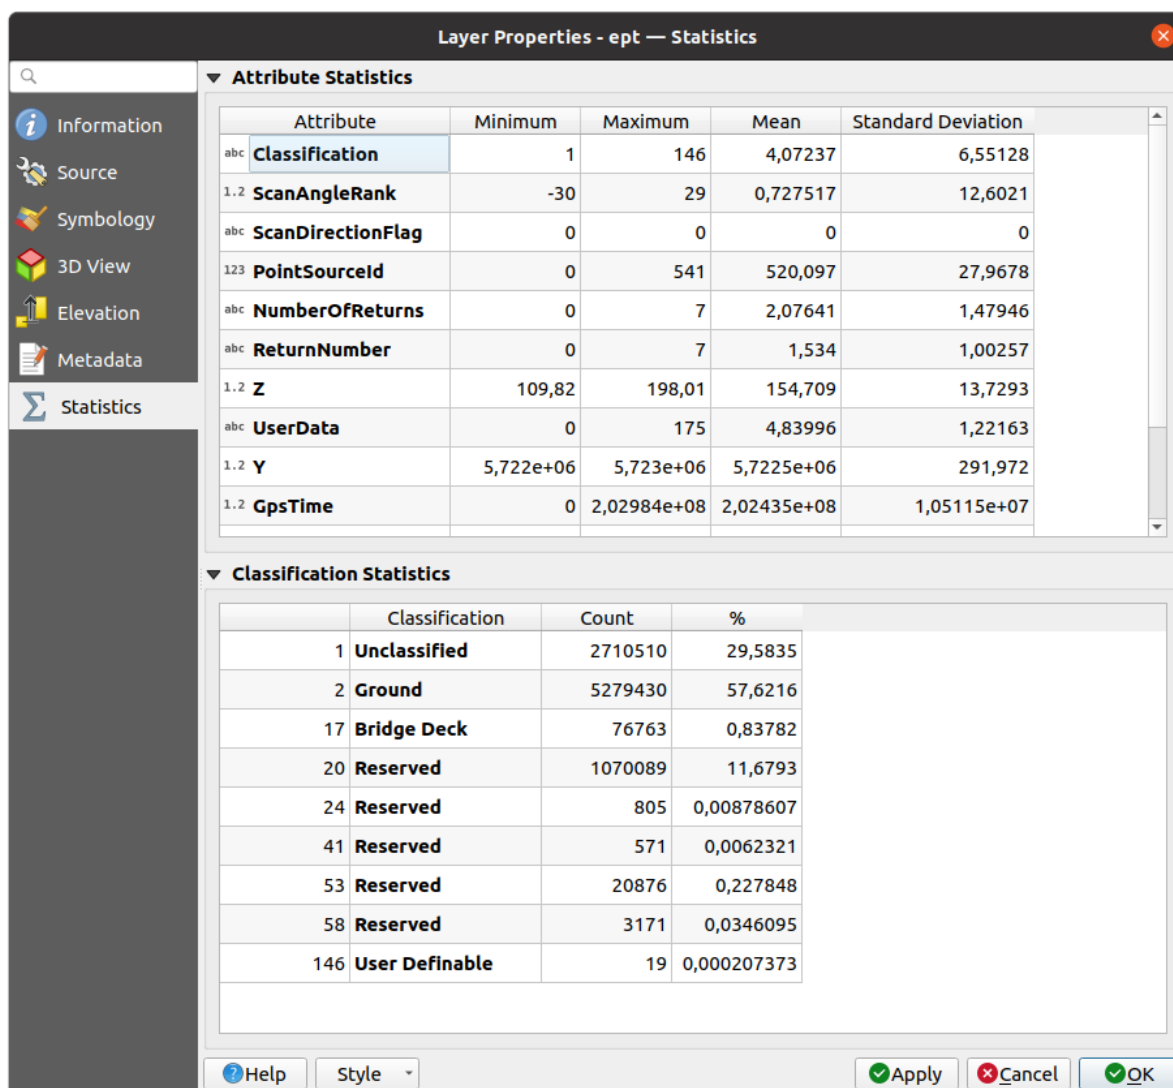 Layer Properties - ept — Statistics
Information
Source
Symbology
3D View
Elevation
Metadata
Statistics
Attribute Statistics
Attribute Minimum Maximum Mean Standard Deviation
abc Classification 1 146 4,07237 6,55128
1.2 ScanAngleRank -30 29 0,727517 12,6021
abc ScanDirectionFlag 0 0 0 0
123 PointSourceId 0 541 520,097 27,9678
abc NumberOfReturns 0 7 2,07641 1,47946
abc ReturnNumber 0 7 1,534 1,00257
1.2 Z 109,82 198,01 154,709 13,7293
abc UserData 0 175 4,83996 1,22163
1.2 Y 5,722e+06 5,723e+06 5,7225e+06 291,972
1.2 GpsTime 0 2,02984e+08 2,02435e+08 1,05115e+07
Classification Statistics
Classification Count %
1 Unclassified 2710510 29,5835
2 Ground 5279430 57,6216
17 Bridge Deck 76763 0,83782
20 Reserved 1070089 11,6793
24 Reserved 805 0,00878607
41 Reserved 571 0,0062321
53 Reserved 20876 0,227848
58 Reserved 3171 0,0346095
146 User Definable 19 0,000207373
Help Style Apply Cancel OK